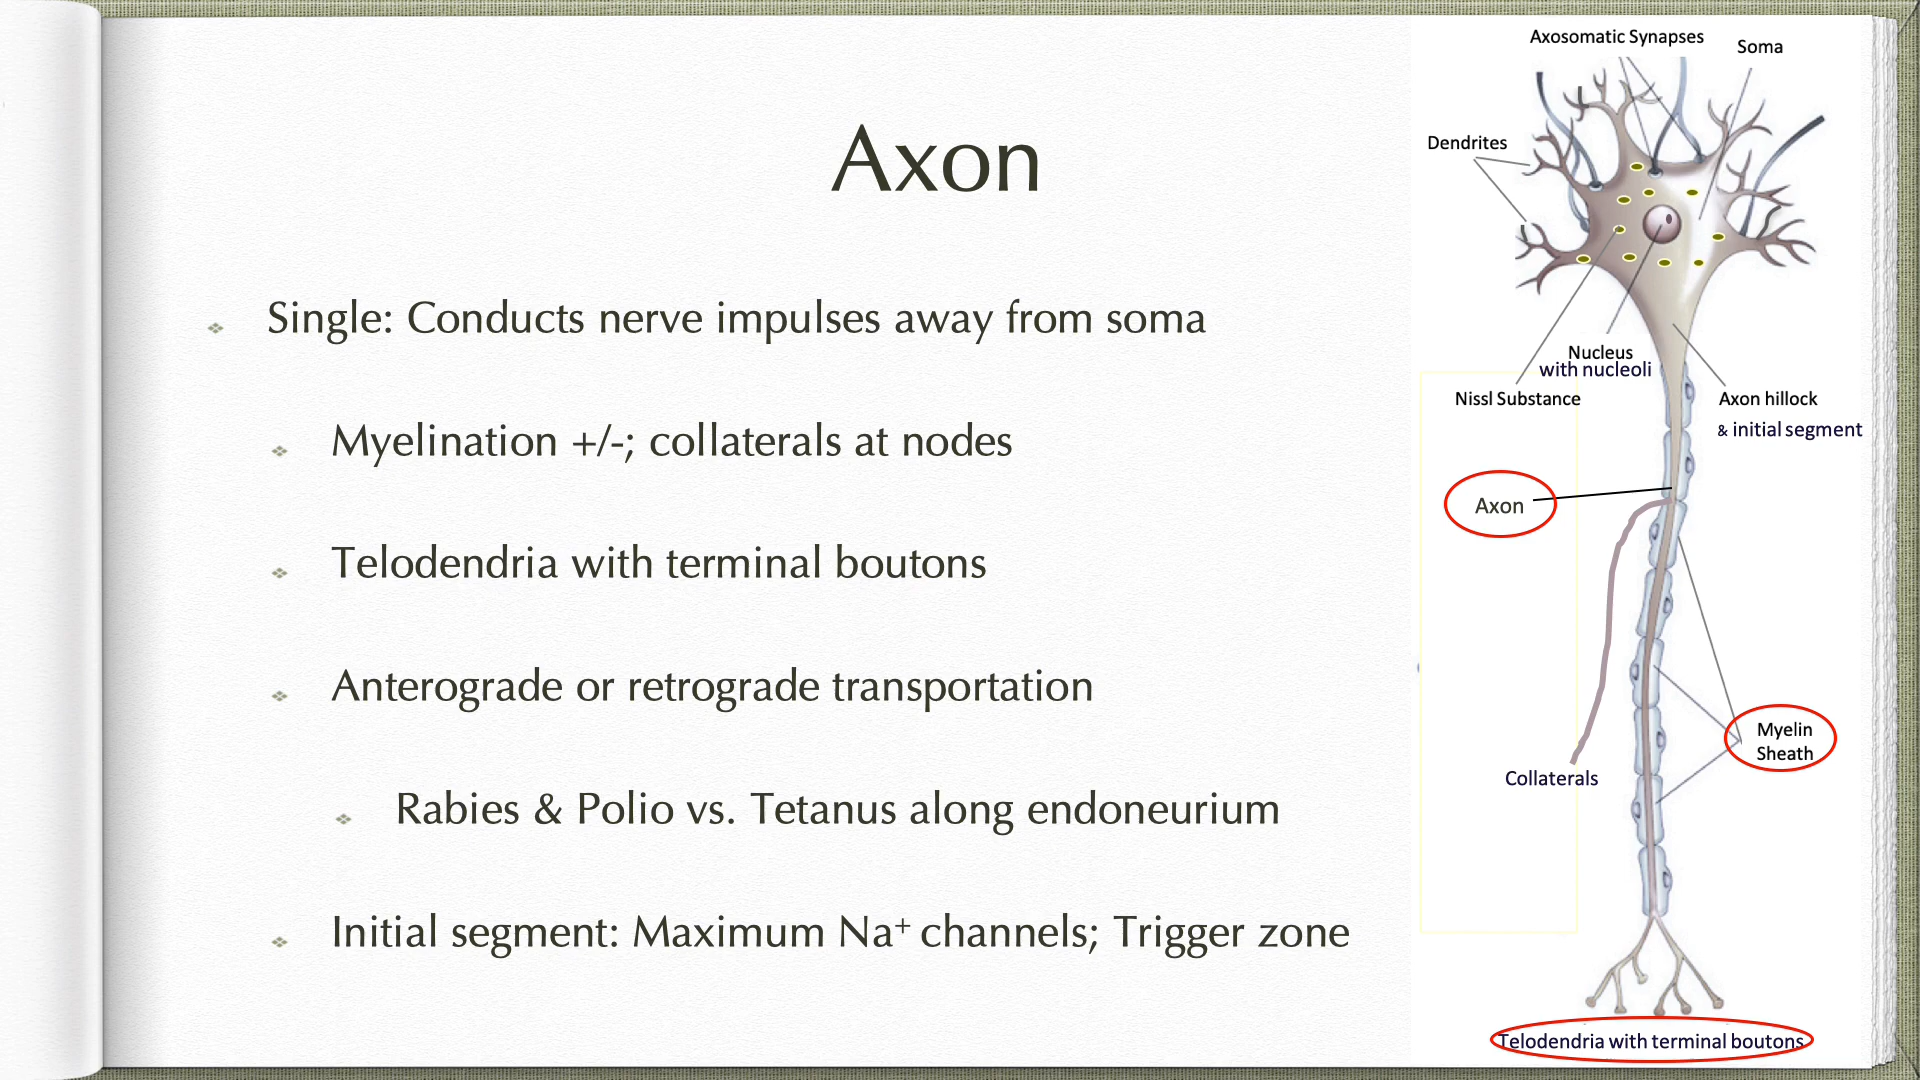 Axon
Single: Conducts nerve impulses away from soma
Myelination +/-; collaterals at nodes
Telodendria with terminal boutons
Anterograde or retrograde transportation
Rabies & Polio vs. Tetanus along endoneurium
Initial segment: Maximum Na⁺ channels; Trigger zone
Axosomatic Synapses
Soma
Dendrites
Nucleus
with nucleoli
Nissl Substance
Axon hillock
& initial segment
Axon
Myelin
Sheath
Collaterals
Telodendria with terminal boutons